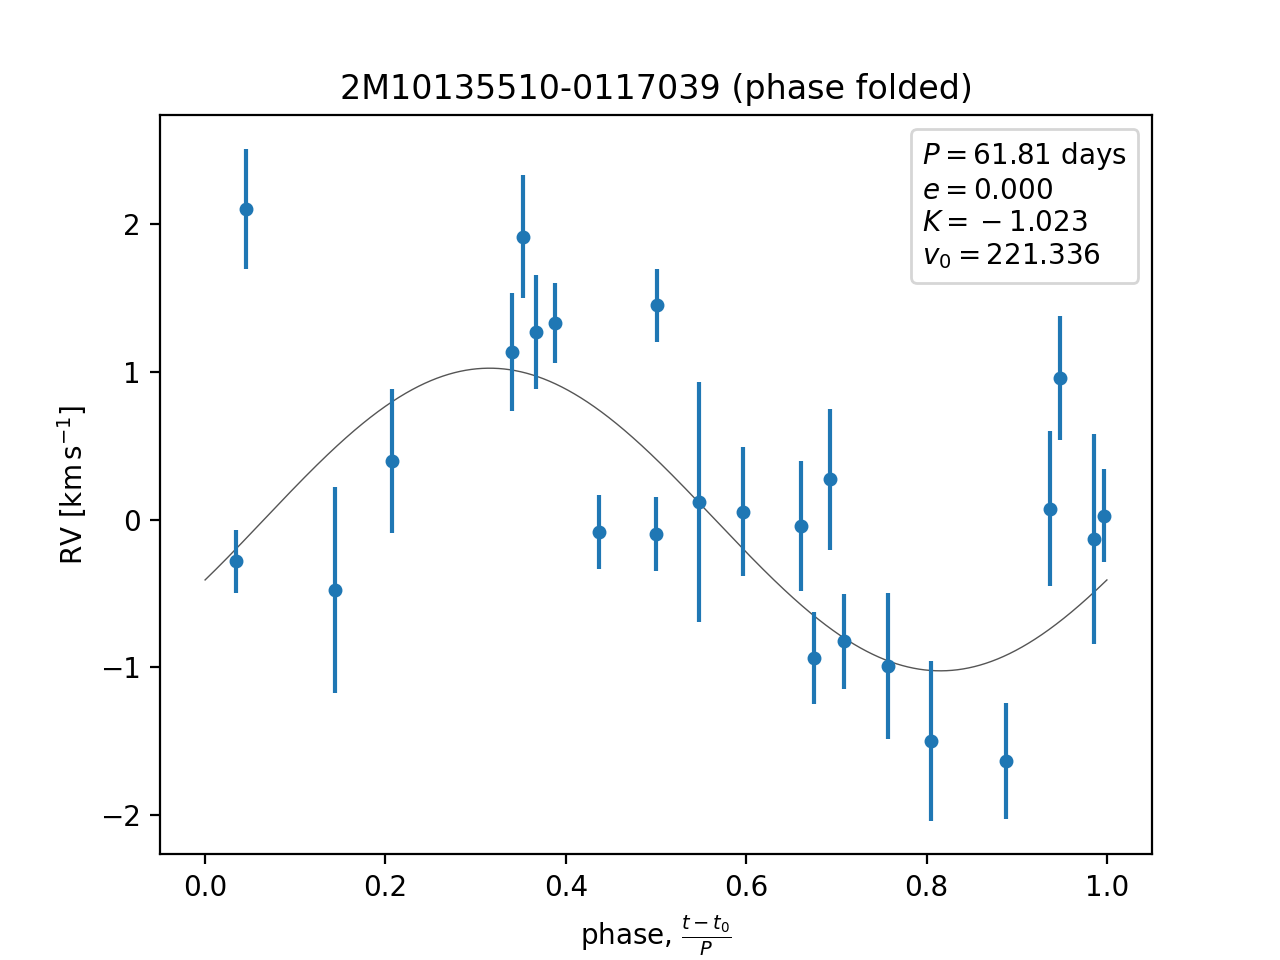 2M10135510-0117039 (phase folded)
P = 61.81 days
e = 0.000
K = −1.023
v₀ = 221.336
RV [km s⁻¹]
2
1
0
−1
−2
0.0 0.2 0.4 0.6 0.8 1.0
phase, (t − t₀)/P